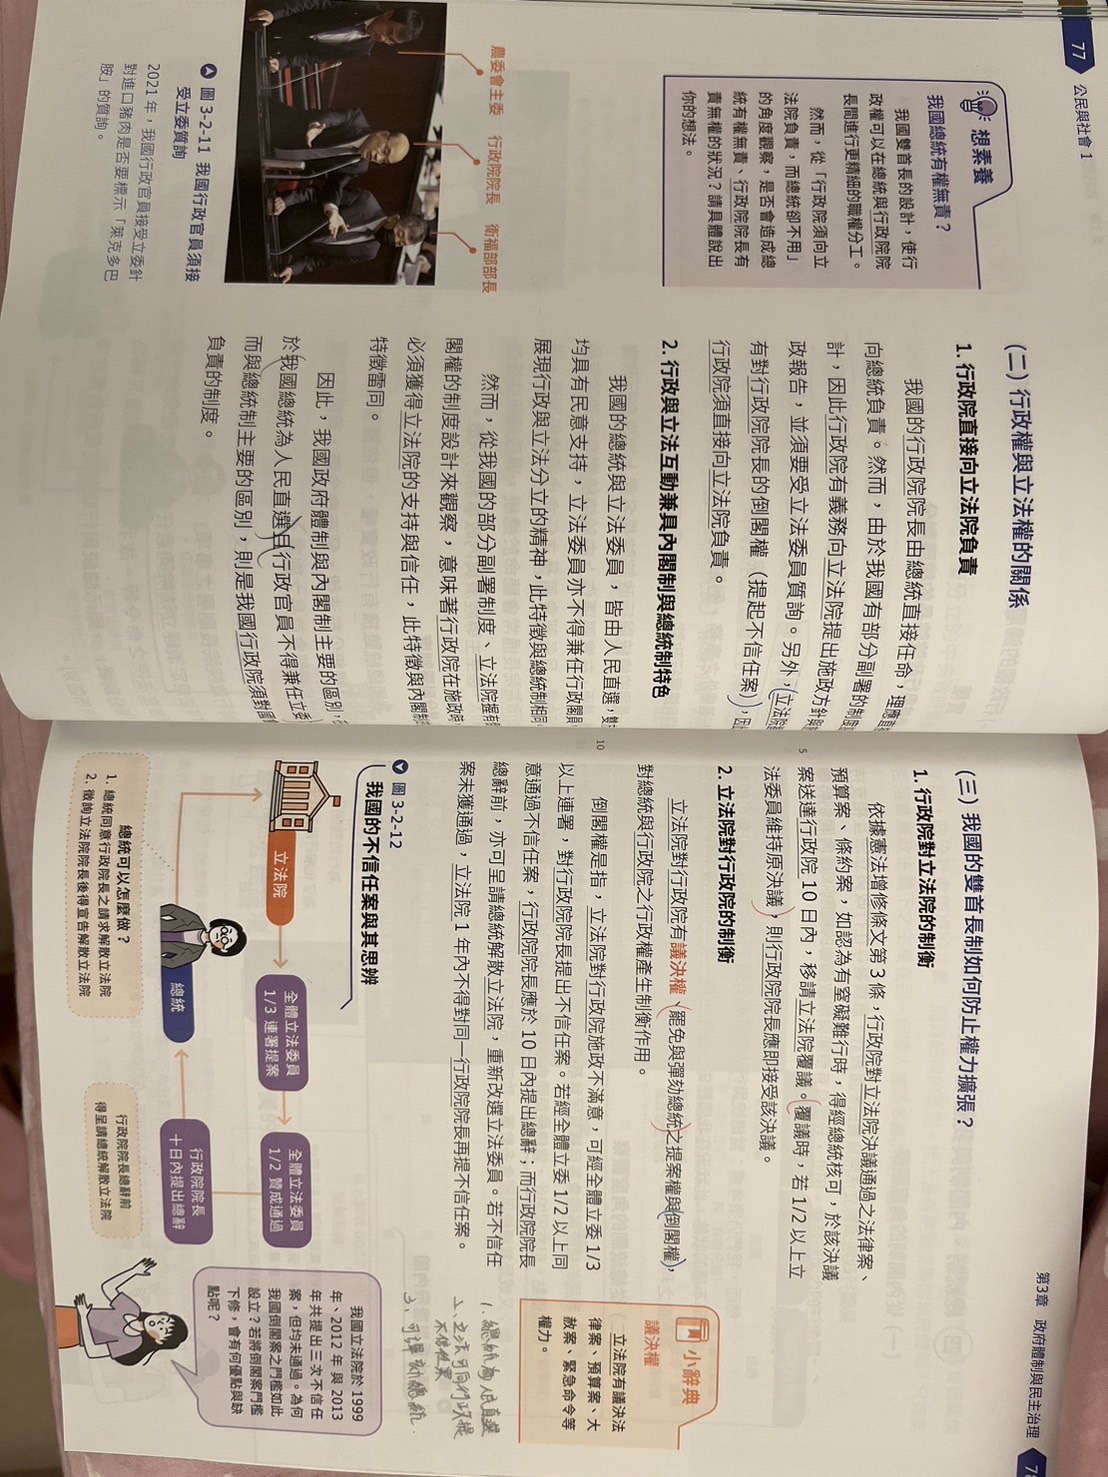 77 公民與社會 1
想素養
我國總統有權無責?
我國雙首長的設計,使行
政權可以在總統與行政院院
長間進行更精細的職權分工。
然而,從「行政院須向立
法院負責,而總統卻不用」
的角度觀察,是否會造成總
統有權無責、行政院院長有
責無權的狀況?請具體說出
你的想法。
農委會主委 行政院院長 衛福部部長
圖 3-2-11 我國行政官員須接
受立委質詢
2021 年,我國行政官員接受立委針
對進口豬肉是否要標示「萊克多巴
胺」的質詢。
(二) 行政權與立法權的關係
1. 行政院直接向立法院負責
我國的行政院院長由總統直接任命,理應直
向總統負責。然而,由於我國有部分副署的制度
計,因此行政院有義務向立法院提出施政方針與
政報告,並須要受立法委員質詢。另外,立法院
有對行政院院長的倒閣權(提起不信任案),因
行政院須直接向立法院負責。
2. 行政與立法互動兼具內閣制與總統制特色
我國的總統與立法委員,皆由人民直選,雙
均具有民意支持,立法委員亦不得兼任行政閣員
展現行政與立法分立的精神,此特徵與總統制相同
然而,從我國的部分副署制度、立法院握有
閣權的制度設計來觀察,意味著行政院在施政時
必須獲得立法院的支持與信任,此特徵與內閣制
特徵雷同。
因此,我國政府體制與內閣制主要的區別,
於我國總統為人民直選且行政官員不得兼任立委
而與總統制主要的區別,則是我國行政院須對
負責的制度。
第3章 政府體制與民主治理
(三) 我國的雙首長制如何防止權力擴張?
1. 行政院對立法院的制衡
依據憲法增修條文第 3 條,行政院對立法院決議通過之法律案、
預算案、條約案,如認為有窒礙難行時,得經總統核可,於該決議
5 案送達行政院 10 日內,移請立法院覆議。覆議時,若 1/2 以上立
法委員維持原決議,則行政院院長應即接受該決議。
2. 立法院對行政院的制衡
立法院對行政院有議決權、罷免與彈劾總統之提案權與倒閣權,
對總統與行政院之行政權產生制衡作用。
10 倒閣權是指,立法院對行政院施政不滿意,可經全體立委 1/3
以上連署,對行政院院長提出不信任案。若經全體立委 1/2 以上同
意通過不信任案,行政院院長應於 10 日內提出總辭;而行政院院長
總辭前,亦可呈請總統解散立法院,重新改選立法委員。若不信任
案未獲通過,立法院 1 年內不得對同一行政院院長再提不信任案。
小辭典
議決權
立法院有議決法
律案、預算案、大
赦案、緊急命令等
權力。
1. 總統為人民直選
2. 立法可向行政提
不信任案
3. 可彈劾總統.
圖 3-2-12
我國的不信任案與其思辨
立法院
全體立法委員
1/3 連署提案
全體立法委員
1/2 贊成通過
行政院院長
十日內提出總辭
總統
總統可以怎麼做?
1. 總統同意行政院長之請求解散立法院
2. 徵詢立法院院長後得宣告解散立法院
行政院院長總辭前
得呈請總統解散立法院
我國立法院於 1999
年、2012 年 與 2013
年共提出三次不信任
案,但均未通過。為何
我國倒閣案之門檻如此
設立?若將倒閣案門檻
下修,會有何優點與缺
點呢?